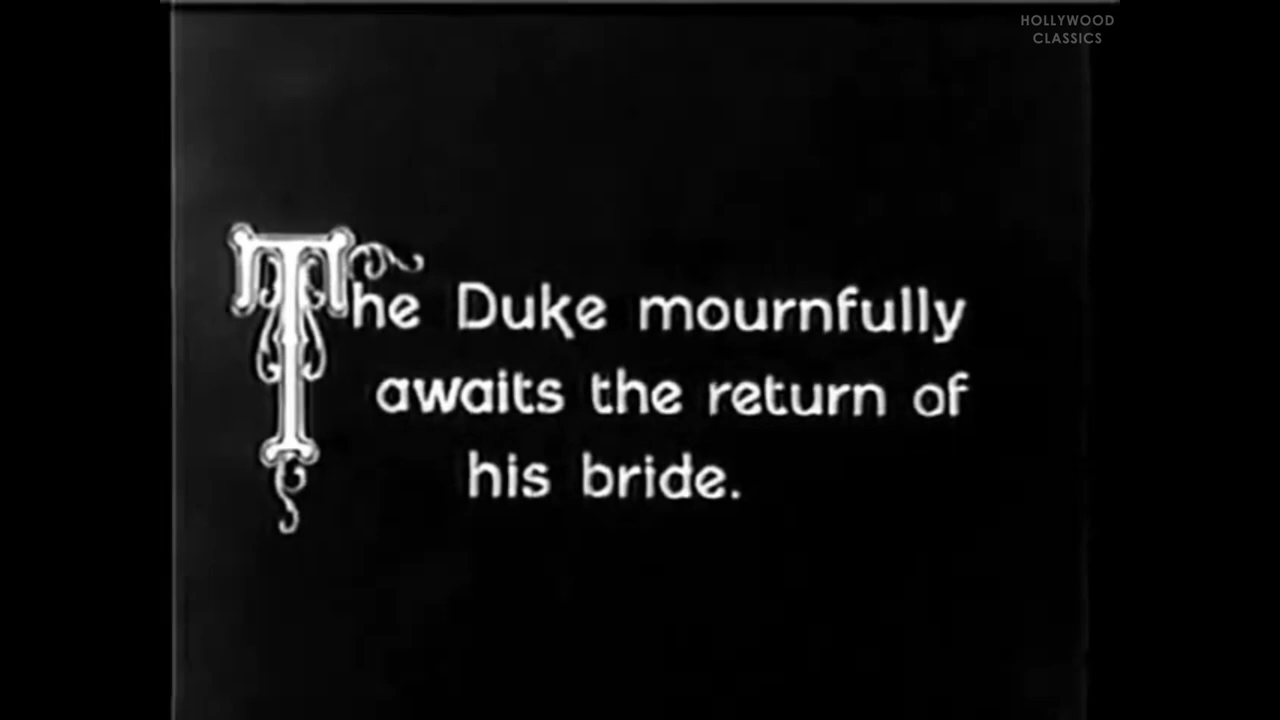 HOLLYWOOD
CLASSICS
The Duke mournfully
awaits the return of
his bride.